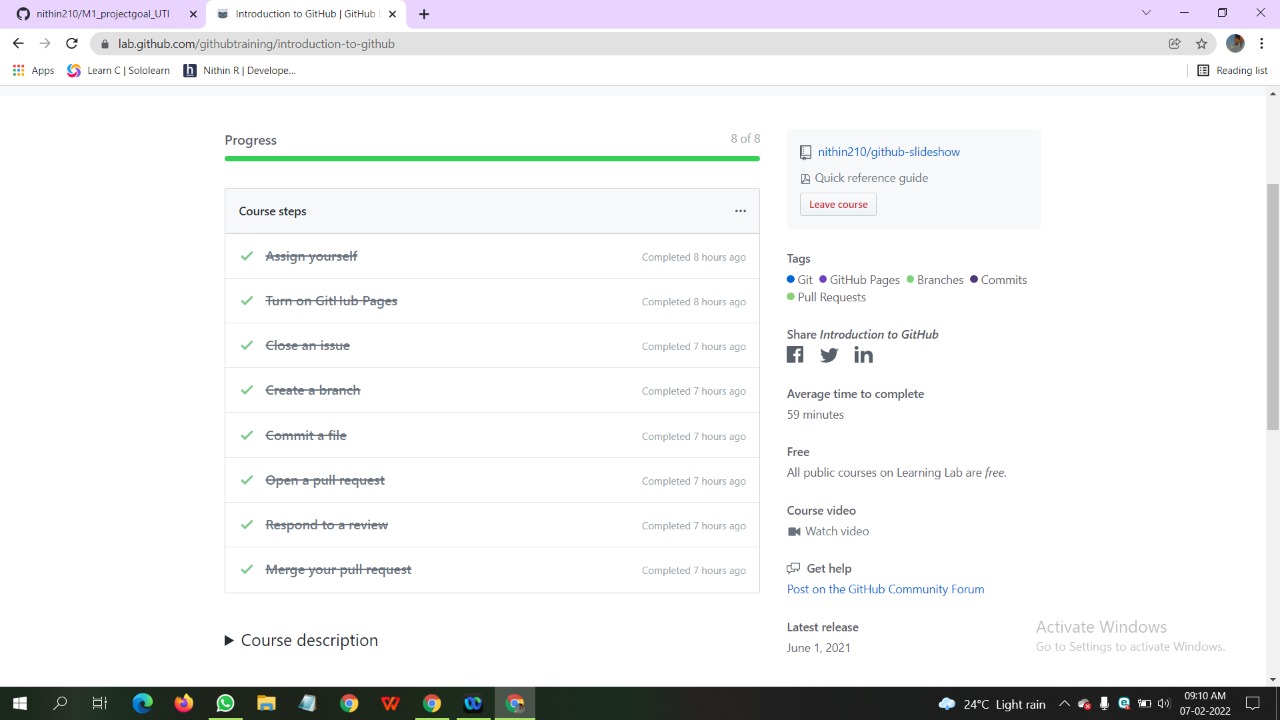 nithin210/M1_projectgoal_UTI
Introduction to GitHub | GitHub L
lab.github.com/githubtraining/introduction-to-github
Apps
Learn C | Sololearn
Nithin R | Develope...
Reading list
Progress
8 of 8
Course steps
Assign yourself
Completed 8 hours ago
Turn on GitHub Pages
Completed 8 hours ago
Close an issue
Completed 7 hours ago
Create a branch
Completed 7 hours ago
Commit a file
Completed 7 hours ago
Open a pull request
Completed 7 hours ago
Respond to a review
Completed 7 hours ago
Merge your pull request
Completed 7 hours ago
Course description
nithin210/github-slideshow
Quick reference guide
Leave course
Tags
Git GitHub Pages Branches Commits
Pull Requests
Share Introduction to GitHub
Average time to complete
59 minutes
Free
All public courses on Learning Lab are free.
Course video
Watch video
Get help
Post on the GitHub Community Forum
Latest release
June 1, 2021
Activate Windows
Go to Settings to activate Windows.
24°C Light rain
09:10 AM
07-02-2022